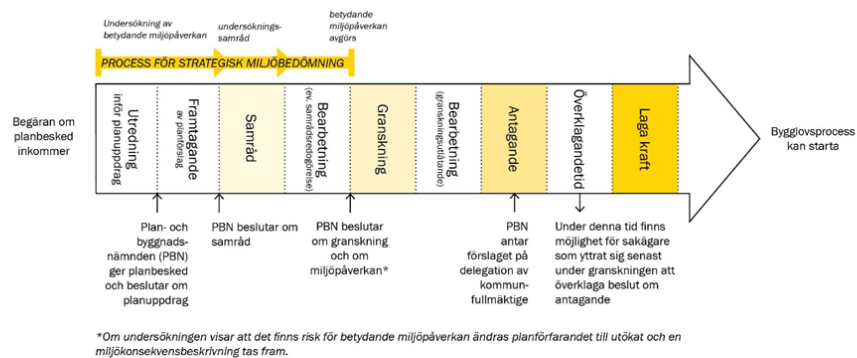 Undersökning av
betydande miljöpåverkan
undersöknings-
samråd
betydande
miljöpåverkan
avgörs
PROCESS FÖR STRATEGISK MILJÖBEDÖMNING
Begäran om
planbesked
inkommer
Utredning
inför planuppdrag
Framtagande
av planförslag
Samråd
Bearbetning
(ev. samrådsredogörelse)
Granskning
Bearbetning
(granskningsutlåtande)
Antagande
Överklagandetid
Laga kraft
Bygglovsprocess
kan starta
Plan- och
byggnads-
nämnden (PBN)
ger planbesked
och beslutar om
planuppdrag
PBN beslutar om
samråd
PBN beslutar
om granskning
och om
miljöpåverkan*
PBN
antar
förslaget på
delegation av
kommun-
fullmäktige
Under denna tid finns
möjlighet för sakägare
som yttrat sig senast
under granskningen att
överklaga beslut om
antagande
*Om undersökningen visar att det finns risk för betydande miljöpåverkan ändras planförfarandet till utökat och en
miljökonsekvensbeskrivning tas fram.